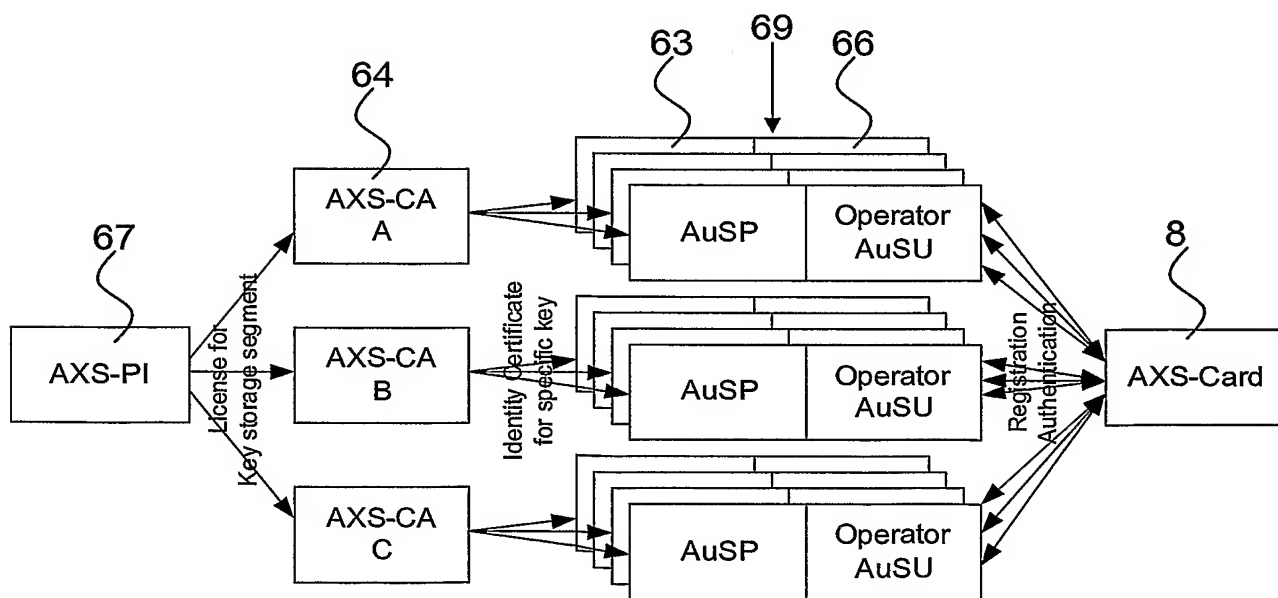 69
63
66
64
AXS-CA
A
AuSP
Operator
AuSU
67
8
AXS-PI
License for
Key storage segment
AXS-CA
B
Identity Certificate
for specific key
AuSP
Operator
AuSU
Registration
Authentication
AXS-Card
AXS-CA
C
AuSP
Operator
AuSU